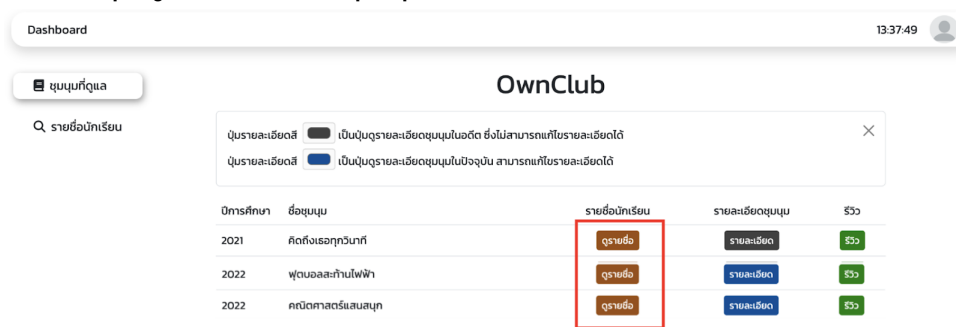 Dashboard 13:37:49
ชุมนุมที่ดูแล
OwnClub
รายชื่อนักเรียน
ปุ่มรายละเอียดสี เป็นปุ่มดูรายละเอียดชุมนุมในอดีต ซึ่งไม่สามารถแก้ไขรายละเอียดได้
ปุ่มรายละเอียดสี เป็นปุ่มดูรายละเอียดชุมนุมในปัจจุบัน สามารถแก้ไขรายละเอียดได้
ปีการศึกษา ชื่อชุมนุม รายชื่อนักเรียน รายละเอียดชุมนุม รีวิว
2021 คิดถึงเธอทุกวินาที ดูรายชื่อ รายละเอียด รีวิว
2022 ฟุตบอลสะท้านไฟฟ้า ดูรายชื่อ รายละเอียด รีวิว
2022 คณิตศาสตร์แสนสนุก ดูรายชื่อ รายละเอียด รีวิว